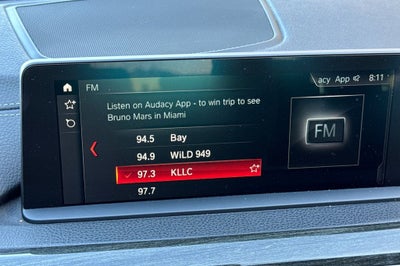 FM
acy App 8:11
Listen on Audacy App - to win trip to see
Bruno Mars in Miami
94.5 Bay
94.9 WiLD 949
97.3 KLLC
97.7
FM